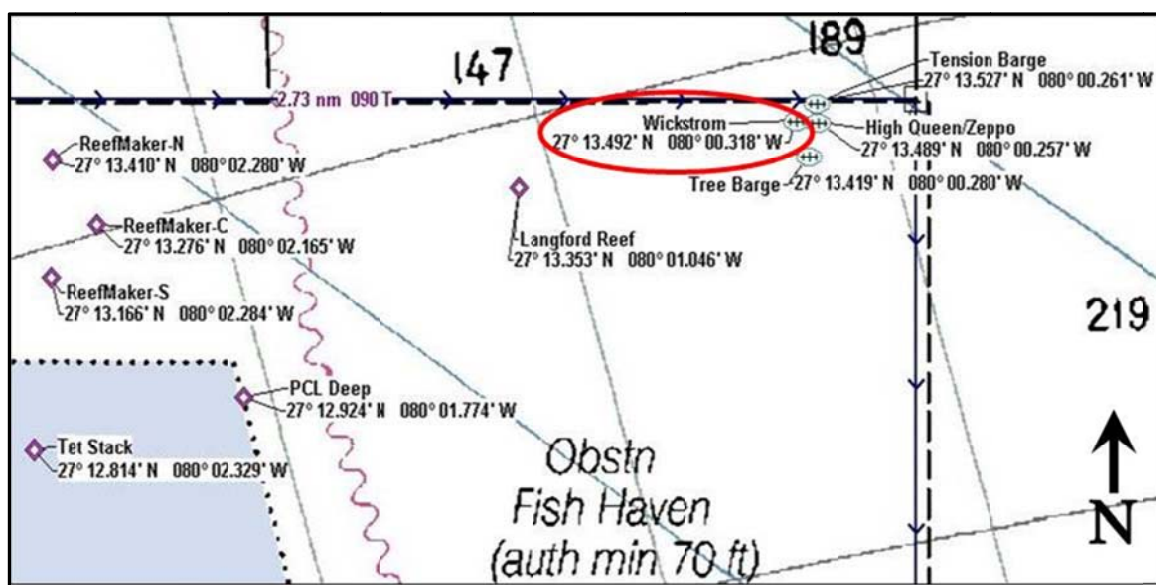 147
189
Tension Barge
27° 13.527' N 080° 00.261' W
2.73 nm 090 T
Wickstrom
27° 13.492' N 080° 00.318' W
High Queen/Zeppo
27° 13.489' N 080° 00.257' W
ReefMaker-N
27° 13.410' N 080° 02.280' W
Tree Barge
27° 13.419' N 080° 00.280' W
ReefMaker-C
27° 13.276' N 080° 02.165' W
Langford Reef
27° 13.353' N 080° 01.046' W
ReefMaker-S
27° 13.166' N 080° 02.284' W
219
PCL Deep
27° 12.924' N 080° 01.774' W
Tet Stack
27° 12.814' N 080° 02.329' W
Obstn
Fish Haven
(auth min 70 ft)
N